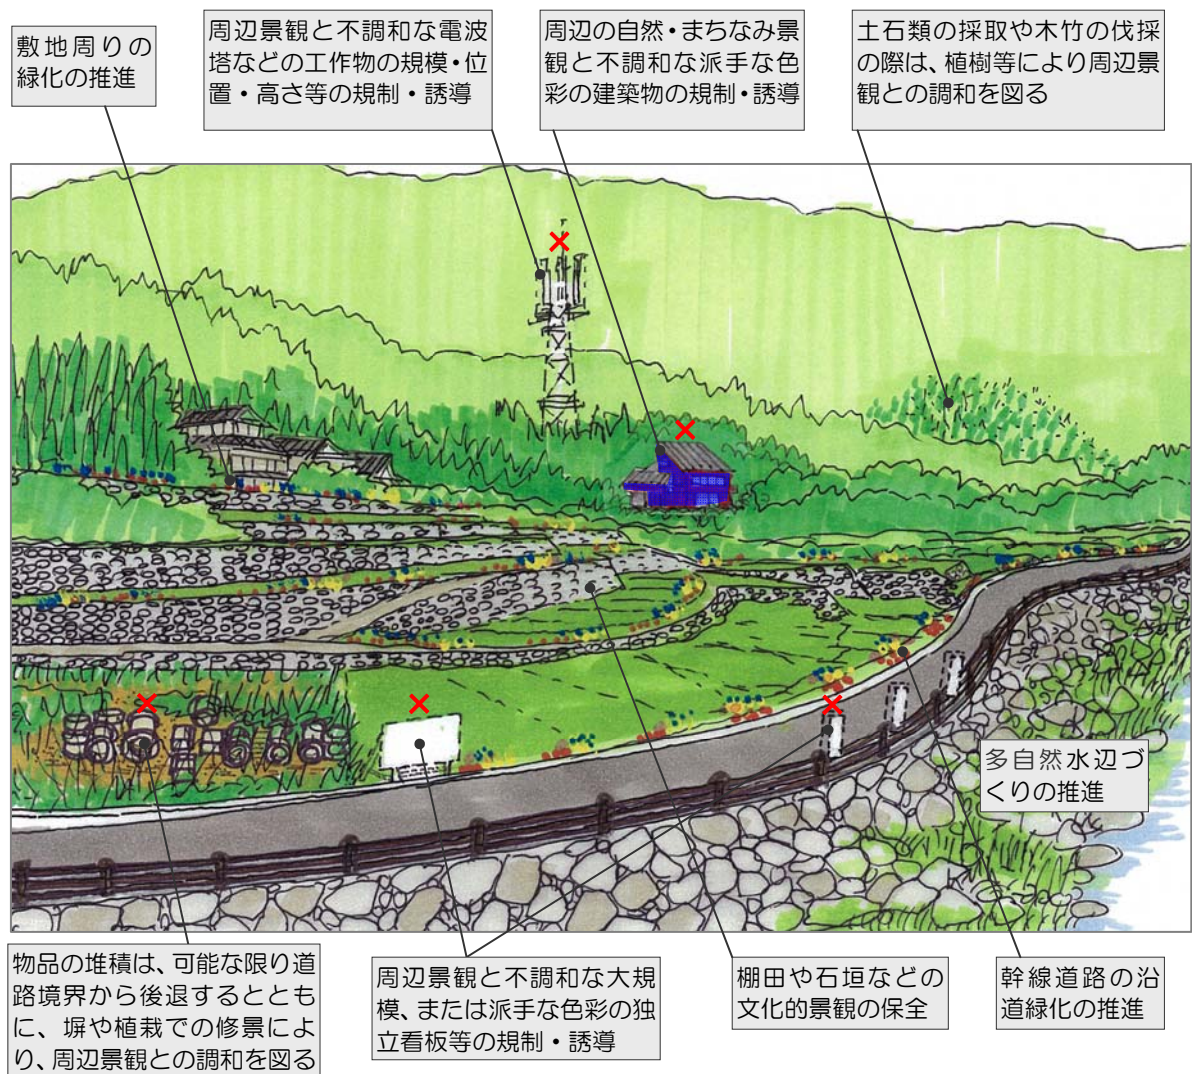 敷地周りの
緑化の推進
周辺景観と不調和な電波
塔などの工作物の規模・位
置・高さ等の規制・誘導
周辺の自然・まちなみ景
観と不調和な派手な色
彩の建築物の規制・誘導
土石類の採取や木竹の伐採
の際は、植樹等により周辺景
観との調和を図る
多自然水辺づ
くりの推進
物品の堆積は、可能な限り道
路境界から後退するととも
に、塀や植栽での修景によ
り、周辺景観との調和を図る
周辺景観と不調和な大規
模、または派手な色彩の独
立看板等の規制・誘導
棚田や石垣などの
文化的景観の保全
幹線道路の沿
道緑化の推進